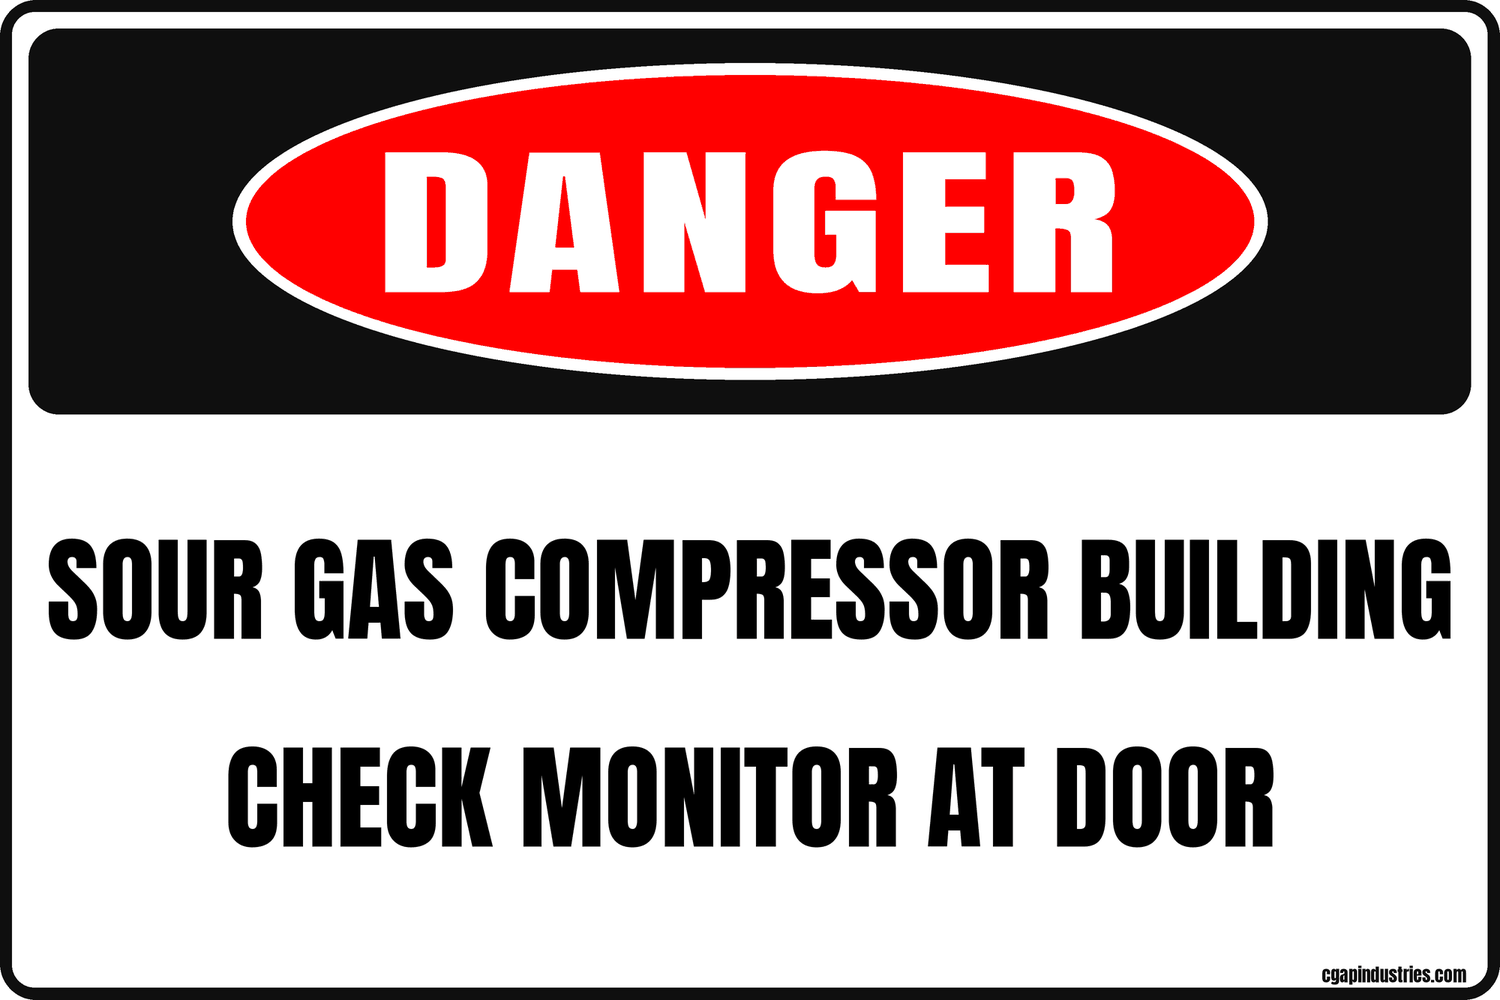 DANGER
SOUR GAS COMPRESSOR BUILDING
CHECK MONITOR AT DOOR
cgapindustries.com